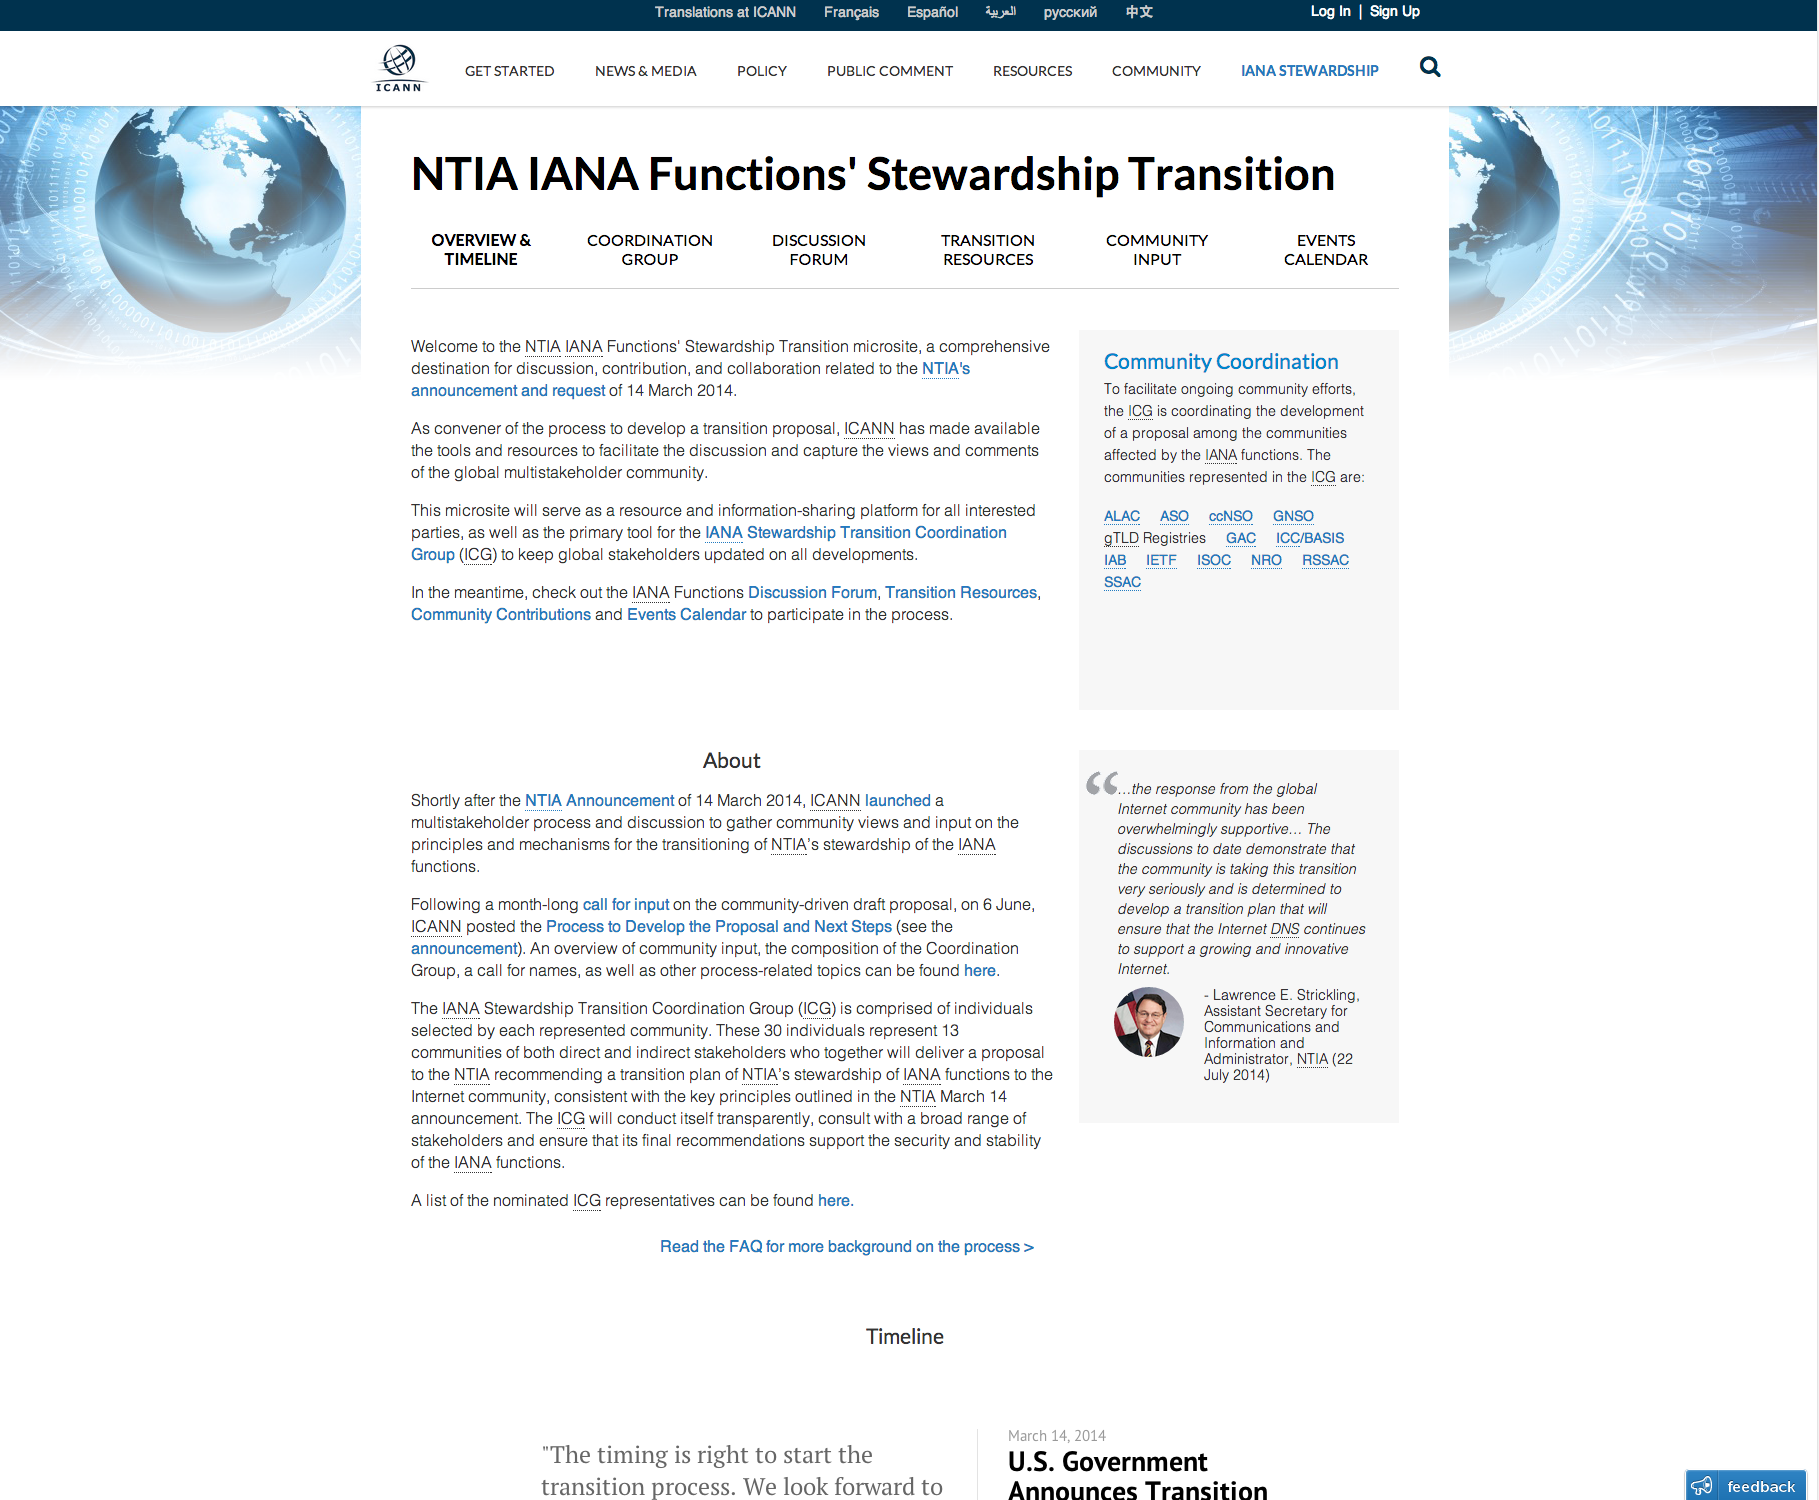 Translations at ICANN Français Español العربية русский 中文 Log In | Sign Up
ICANN
GET STARTED NEWS & MEDIA POLICY PUBLIC COMMENT RESOURCES COMMUNITY IANA STEWARDSHIP
NTIA IANA Functions' Stewardship Transition
OVERVIEW &
TIMELINE
COORDINATION
GROUP
DISCUSSION
FORUM
TRANSITION
RESOURCES
COMMUNITY
INPUT
EVENTS
CALENDAR
Welcome to the NTIA IANA Functions' Stewardship Transition microsite, a comprehensive
destination for discussion, contribution, and collaboration related to the NTIA's
announcement and request of 14 March 2014.
As convener of the process to develop a transition proposal, ICANN has made available
the tools and resources to facilitate the discussion and capture the views and comments
of the global multistakeholder community.
This microsite will serve as a resource and information-sharing platform for all interested
parties, as well as the primary tool for the IANA Stewardship Transition Coordination
Group (ICG) to keep global stakeholders updated on all developments.
In the meantime, check out the IANA Functions Discussion Forum, Transition Resources,
Community Contributions and Events Calendar to participate in the process.
Community Coordination
To facilitate ongoing community efforts,
the ICG is coordinating the development
of a proposal among the communities
affected by the IANA functions. The
communities represented in the ICG are:
ALAC ASO ccNSO GNSO
gTLD Registries GAC ICC/BASIS
IAB IETF ISOC NRO RSSAC
SSAC
About
Shortly after the NTIA Announcement of 14 March 2014, ICANN launched a
multistakeholder process and discussion to gather community views and input on the
principles and mechanisms for the transitioning of NTIA's stewardship of the IANA
functions.
Following a month-long call for input on the community-driven draft proposal, on 6 June,
ICANN posted the Process to Develop the Proposal and Next Steps (see the
announcement). An overview of community input, the composition of the Coordination
Group, a call for names, as well as other process-related topics can be found here.
The IANA Stewardship Transition Coordination Group (ICG) is comprised of individuals
selected by each represented community. These 30 individuals represent 13
communities of both direct and indirect stakeholders who together will deliver a proposal
to the NTIA recommending a transition plan of NTIA's stewardship of IANA functions to the
Internet community, consistent with the key principles outlined in the NTIA March 14
announcement. The ICG will conduct itself transparently, consult with a broad range of
stakeholders and ensure that its final recommendations support the security and stability
of the IANA functions.
A list of the nominated ICG representatives can be found here.
Read the FAQ for more background on the process >
“…the response from the global
Internet community has been
overwhelmingly supportive… The
discussions to date demonstrate that
the community is taking this transition
very seriously and is determined to
develop a transition plan that will
ensure that the Internet DNS continues
to support a growing and innovative
Internet.
- Lawrence E. Strickling,
Assistant Secretary for
Communications and
Information and
Administrator, NTIA (22
July 2014)
Timeline
"The timing is right to start the
transition process. We look forward to
March 14, 2014
U.S. Government
Announces Transition
feedback